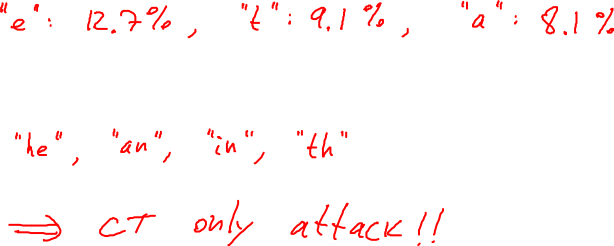 "e": 12.7%, "t": 9.1%, "a": 8.1%
"he", "an", "in", "th"
⟹ CT only attack!!